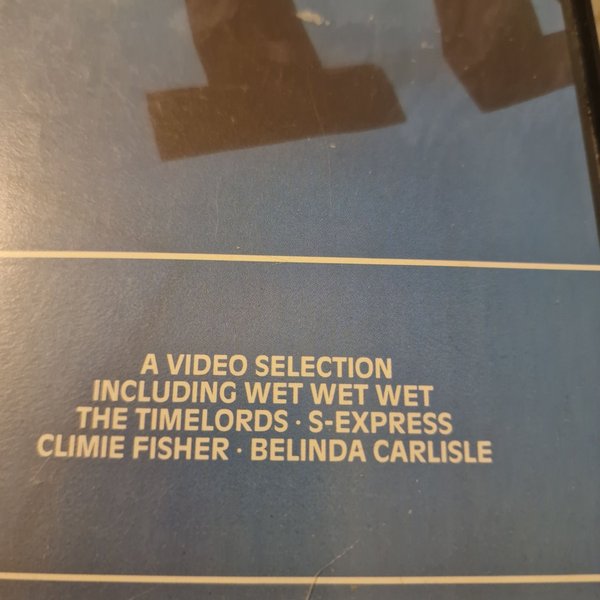 A VIDEO SELECTION
INCLUDING WET WET WET
THE TIMELORDS · S-EXPRESS
CLIMIE FISHER · BELINDA CARLISLE